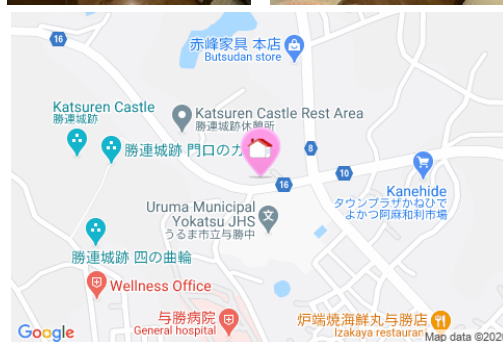 16
赤峰家具 本店
Butsudan store
Katsuren Castle
勝連城跡
Katsuren Castle Rest Area
勝連城跡休憩所
勝連城跡 門口のカ
8
16
10
Kanehide
タウンプラザかねひで
よかつ阿麻和利市場
Uruma Municipal
Yokatsu JHS
うるま市立与勝中
勝連城跡 四の曲輪
Wellness Office
与勝病院
General hospital
炉端焼海鮮丸与勝店
Izakaya restaurant
Google
Map data ©202